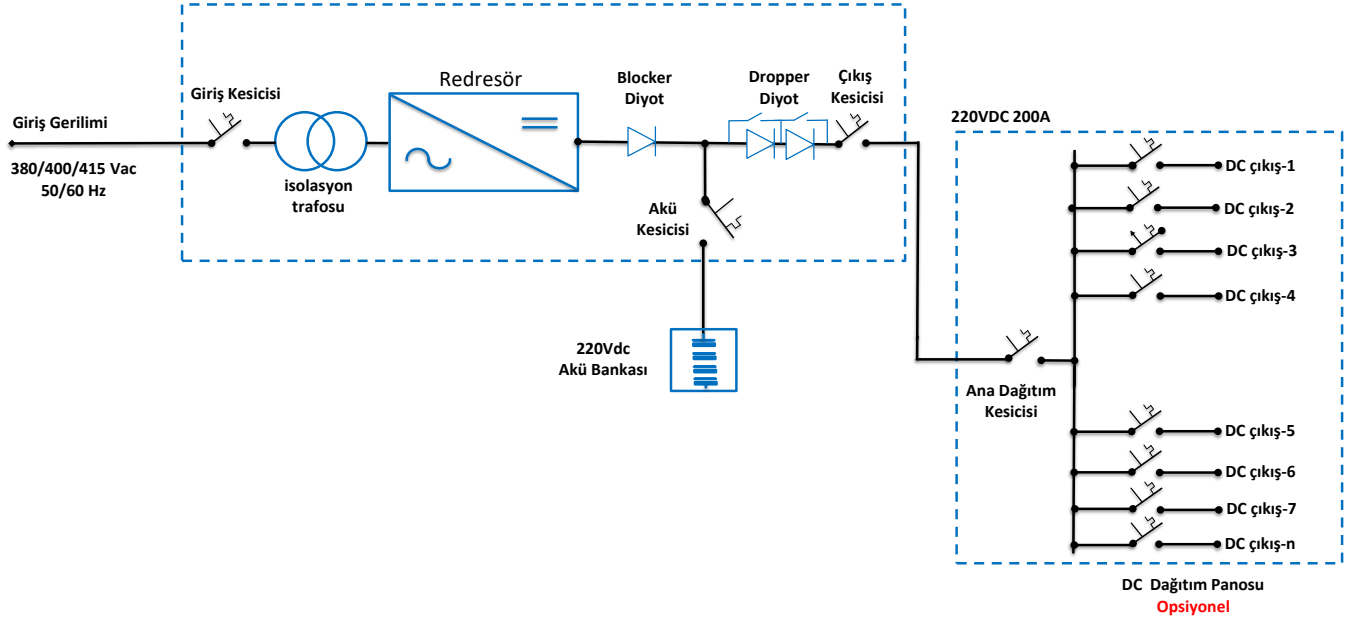 Giriş Gerilimi
380/400/415 Vac
50/60 Hz
Giriş Kesicisi
isolasyon
trafosu
Redresör
Blocker
Diyot
Dropper
Diyot
Çıkış
Kesicisi
Akü
Kesicisi
220Vdc
Akü Bankası
220VDC 200A
Ana Dağıtım
Kesicisi
DC çıkış-1
DC çıkış-2
DC çıkış-3
DC çıkış-4
DC çıkış-5
DC çıkış-6
DC çıkış-7
DC çıkış-n
DC Dağıtım Panosu
Opsiyonel